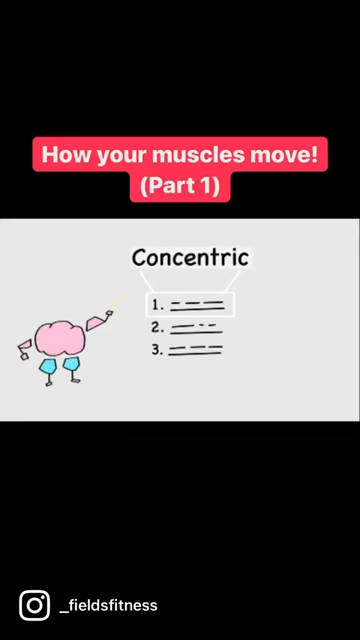 How your muscles move!
(Part 1)
Concentric
1.
2.
3.
_fieldsfitness